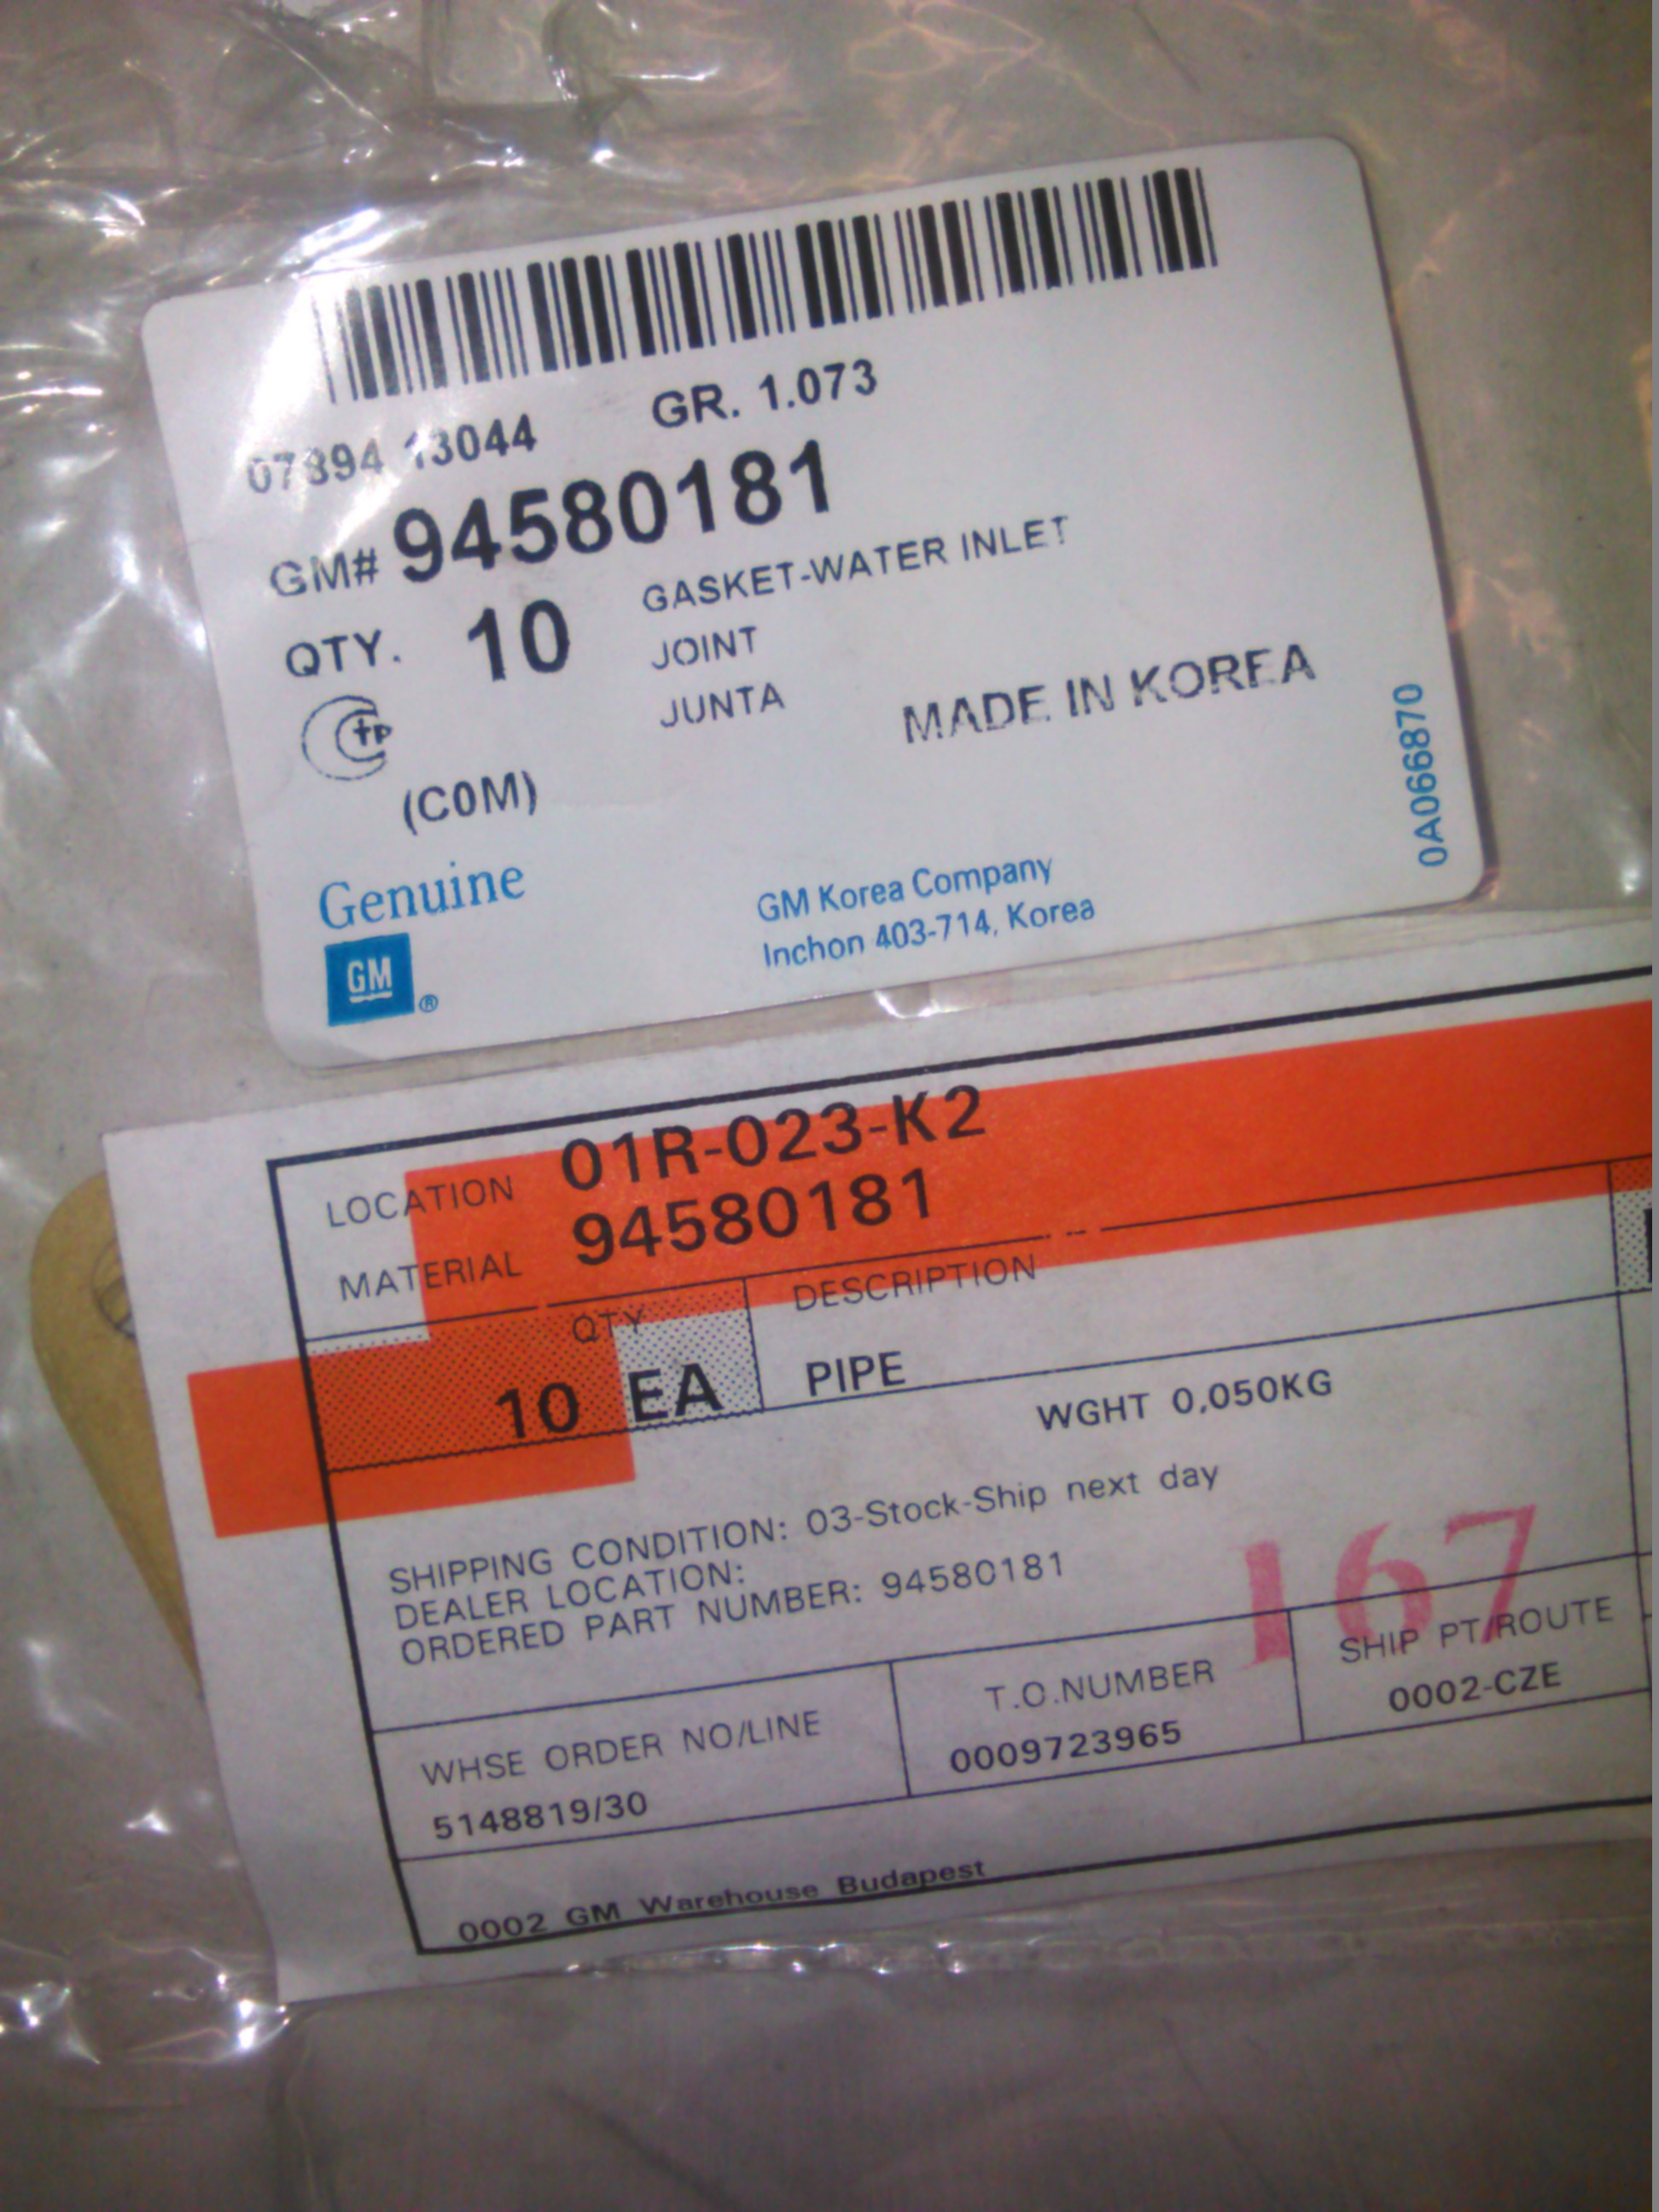 07894 13044 GR. 1.073
GM# 94580181
QTY. 10 GASKET-WATER INLET
JOINT
JUNTA
MADE IN KOREA
(COM)
Genuine
GM ®
GM Korea Company
Inchon 403-714, Korea
0A066870
LOCATION 01R-023-K2
MATERIAL 94580181
QTY DESCRIPTION
10 EA PIPE
WGHT 0,050KG
SHIPPING CONDITION: 03-Stock-Ship next day
DEALER LOCATION:
ORDERED PART NUMBER: 94580181
167
WHSE ORDER NO/LINE T.O.NUMBER SHIP PT/ROUTE
5148819/30 0009723965 0002-CZE
0002 GM Warehouse Budapest